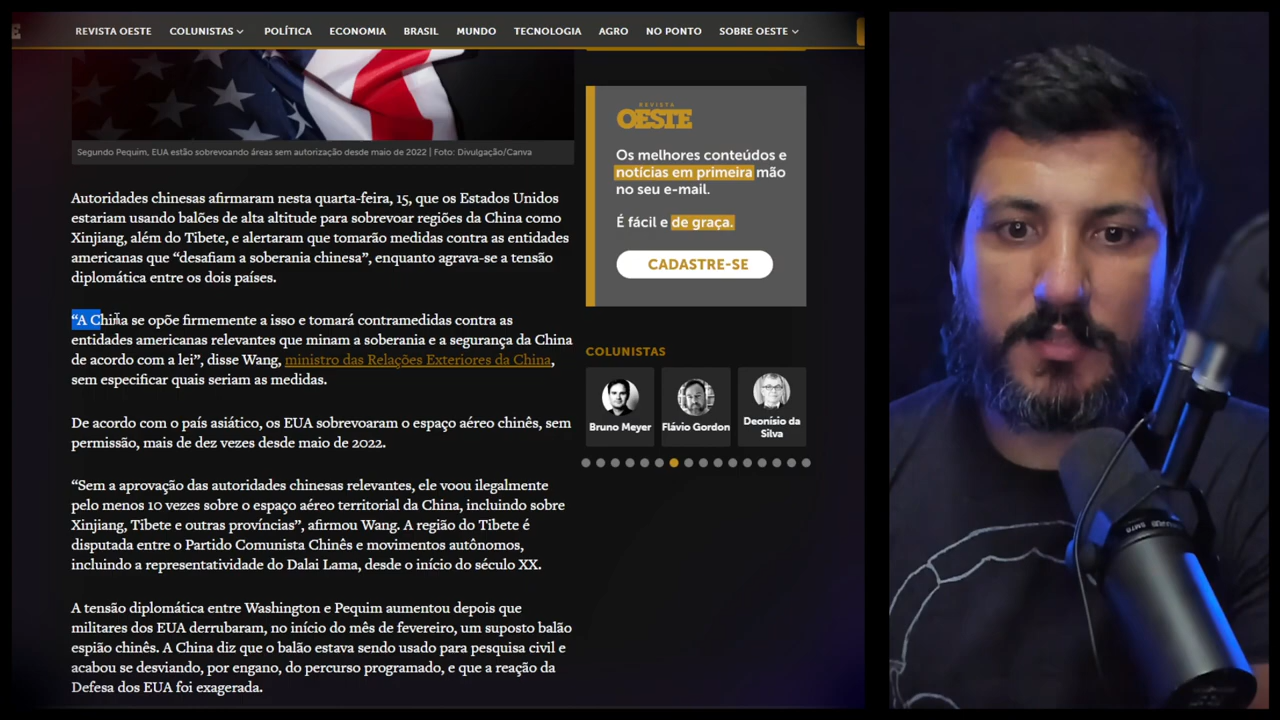 REVISTA OESTE COLUNISTAS POLÍTICA ECONOMIA BRASIL MUNDO TECNOLOGIA AGRO NO PONTO SOBRE OESTE
Segundo Pequim, EUA estão sobrevoando áreas sem autorização desde maio de 2022 | Foto: Divulgação/Canva
Autoridades chinesas afirmaram nesta quarta-feira, 15, que os Estados Unidos
estariam usando balões de alta altitude para sobrevoar regiões da China como
Xinjiang, além do Tibete, e alertaram que tomarão medidas contra as entidades
americanas que “desafiam a soberania chinesa”, enquanto agrava-se a tensão
diplomática entre os dois países.
“A China se opõe firmemente a isso e tomará contramedidas contra as
entidades americanas relevantes que minam a soberania e a segurança da China
de acordo com a lei”, disse Wang, ministro das Relações Exteriores da China,
sem especificar quais seriam as medidas.
De acordo com o país asiático, os EUA sobrevoaram o espaço aéreo chinês, sem
permissão, mais de dez vezes desde maio de 2022.
“Sem a aprovação das autoridades chinesas relevantes, ele voou ilegalmente
pelo menos 10 vezes sobre o espaço aéreo territorial da China, incluindo sobre
Xinjiang, Tibete e outras províncias”, afirmou Wang. A região do Tibete é
disputada entre o Partido Comunista Chinês e movimentos autônomos,
incluindo a representatividade do Dalai Lama, desde o início do século XX.
A tensão diplomática entre Washington e Pequim aumentou depois que
militares dos EUA derrubaram, no início do mês de fevereiro, um suposto balão
espião chinês. A China diz que o balão estava sendo usado para pesquisa civil e
acabou se desviando, por engano, do percurso programado, e que a reação da
Defesa dos EUA foi exagerada.
REVISTA
OESTE
Os melhores conteúdos e
notícias em primeira mão
no seu e-mail.
É fácil e de graça.
CADASTRE-SE
COLUNISTAS
Bruno Meyer
Flávio Gordon
Deonísio da
Silva
SM7B